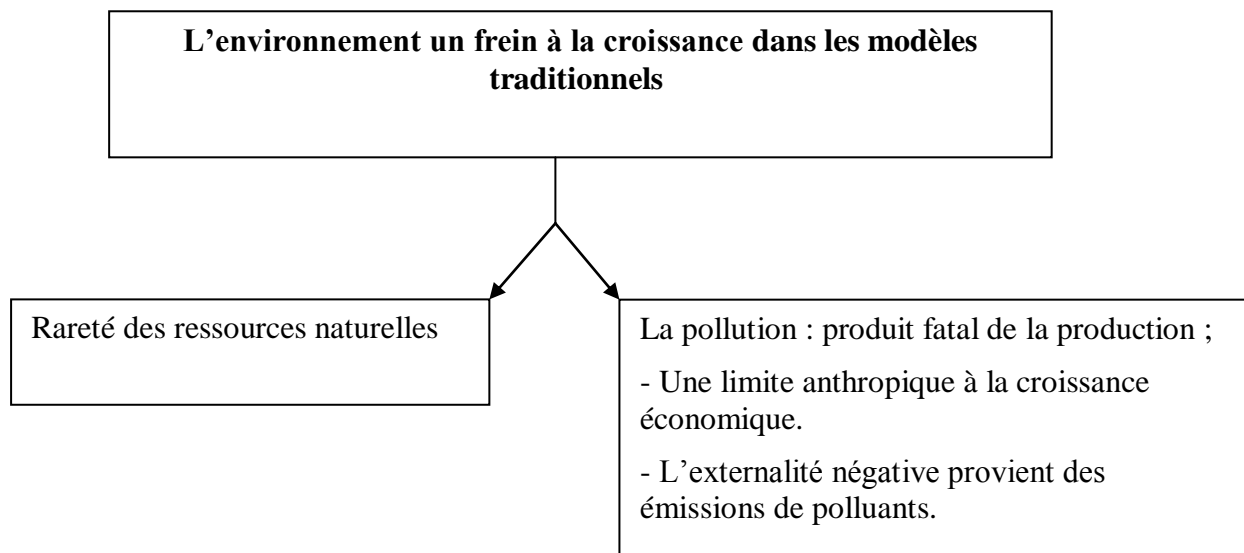 L’environnement un frein à la croissance dans les modèles
traditionnels
Rareté des ressources naturelles
La pollution : produit fatal de la production ;
- Une limite anthropique à la croissance
économique.
- L’externalité négative provient des
émissions de polluants.